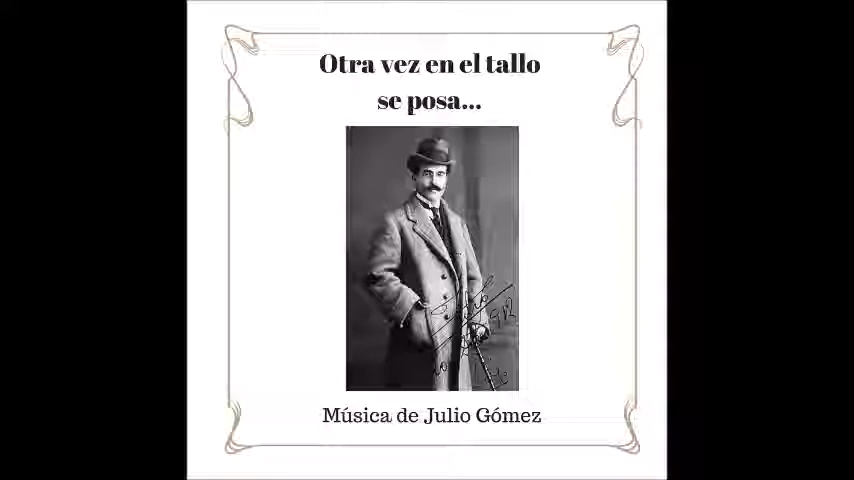 Otra vez en el tallo
se posa...
Música de Julio Gómez